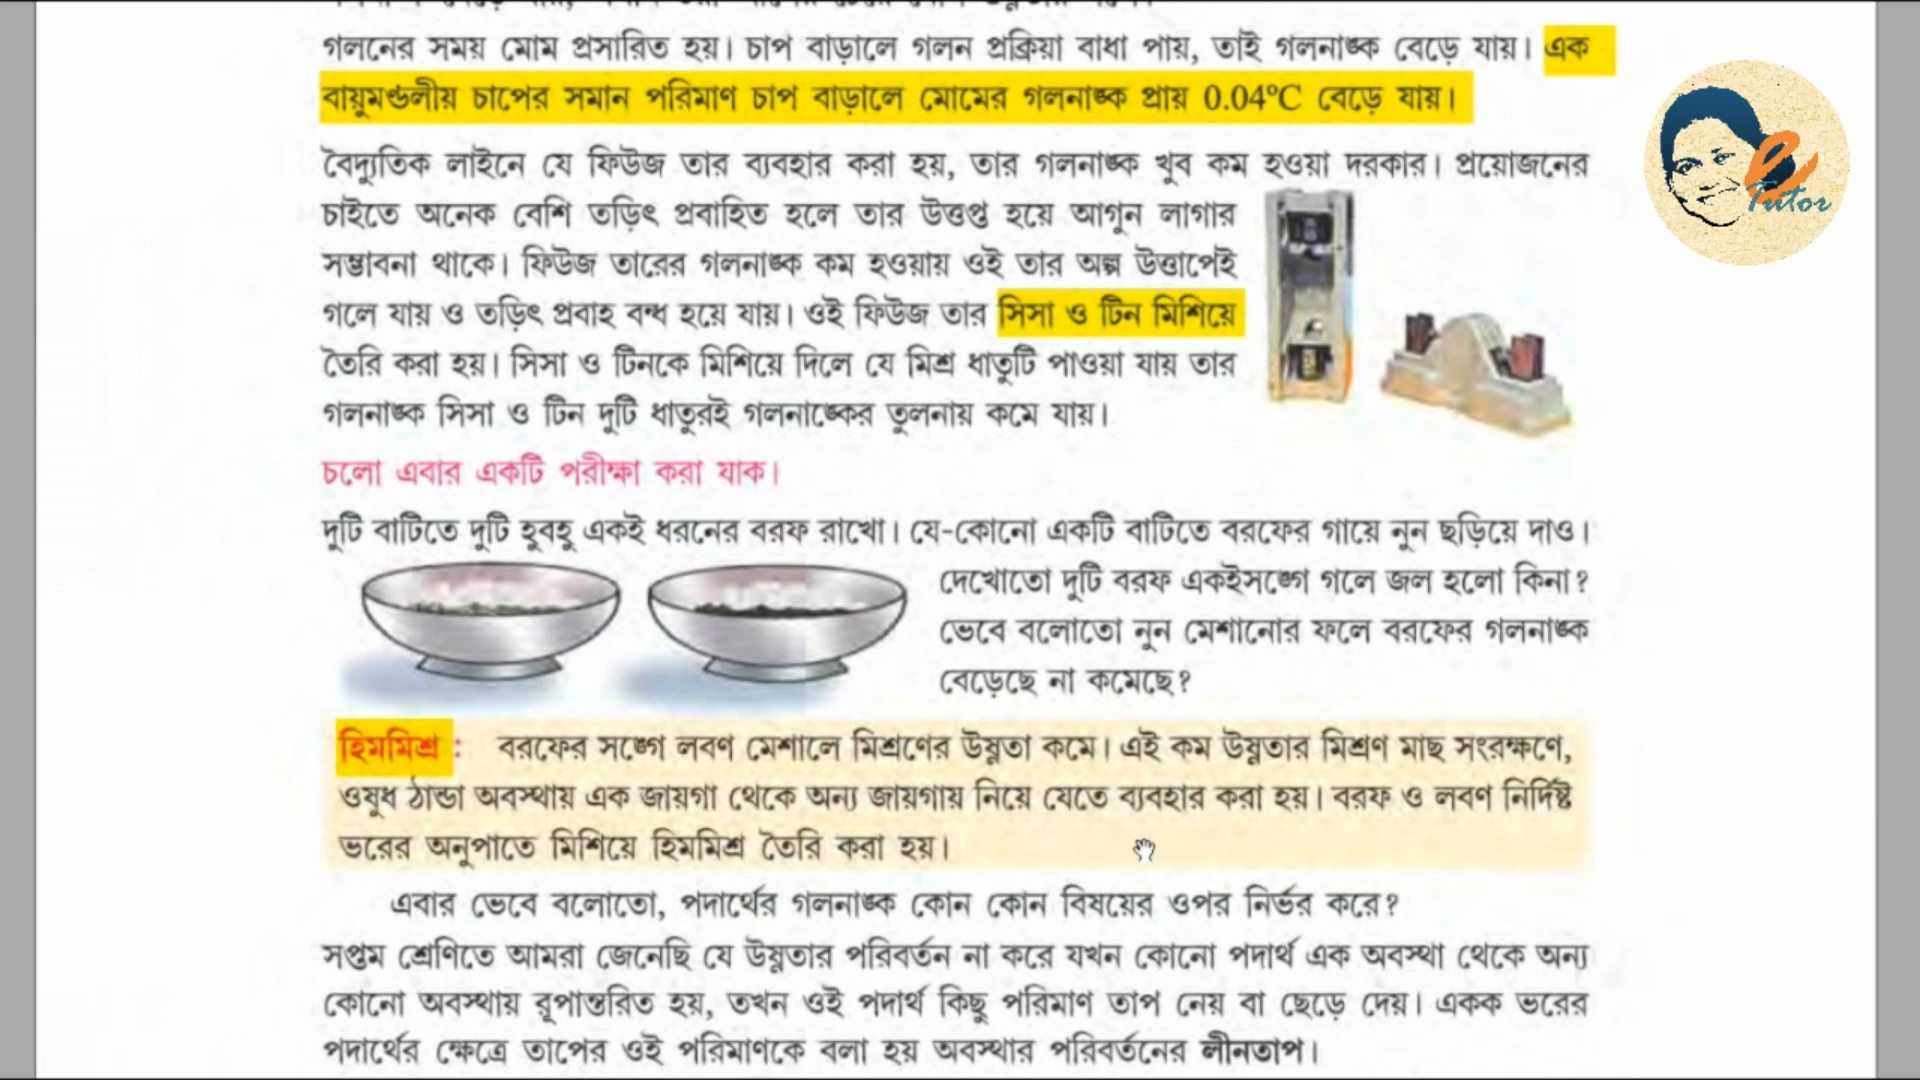 গলনের সময় মোম প্রসারিত হয়। চাপ বাড়ালে গলন প্রক্রিয়া বাধা পায়, তাই গলনাঙ্ক বেড়ে যায়। এক
বায়ুমণ্ডলীয় চাপের সমান পরিমাণ চাপ বাড়ালে মোমের গলনাঙ্ক প্রায় 0.04°C বেড়ে যায়।
বৈদ্যুতিক লাইনে যে ফিউজ তার ব্যবহার করা হয়, তার গলনাঙ্ক খুব কম হওয়া দরকার। প্রয়োজনের
চাইতে অনেক বেশি তড়িৎ প্রবাহিত হলে তার উত্তপ্ত হয়ে আগুন লাগার
সম্ভাবনা থাকে। ফিউজ তারের গলনাঙ্ক কম হওয়ায় ওই তার অল্প উত্তাপেই
গলে যায় ও তড়িৎ প্রবাহ বন্ধ হয়ে যায়। ওই ফিউজ তার সিসা ও টিন মিশিয়ে
তৈরি করা হয়। সিসা ও টিনকে মিশিয়ে দিলে যে মিশ্র ধাতুটি পাওয়া যায় তার
গলনাঙ্ক সিসা ও টিন দুটি ধাতুরই গলনাঙ্কের তুলনায় কমে যায়।
চলো এবার একটি পরীক্ষা করা যাক।
দুটি বাটিতে দুটি হুবহু একই ধরনের বরফ রাখো। যে-কোনো একটি বাটিতে বরফের গায়ে নুন ছড়িয়ে দাও।
দেখোতো দুটি বরফ একইসঙ্গে গলে জল হলো কিনা?
ভেবে বলোতো নুন মেশানোর ফলে বরফের গলনাঙ্ক
বেড়েছে না কমেছে?
হিমমিশ্র : বরফের সঙ্গে লবণ মেশালে মিশ্রণের উষ্ণতা কমে। এই কম উষ্ণতার মিশ্রণ মাছ সংরক্ষণে,
ওষুধ ঠান্ডা অবস্থায় এক জায়গা থেকে অন্য জায়গায় নিয়ে যেতে ব্যবহার করা হয়। বরফ ও লবণ নির্দিষ্ট
ভরের অনুপাতে মিশিয়ে হিমমিশ্র তৈরি করা হয়।
এবার ভেবে বলোতো, পদার্থের গলনাঙ্ক কোন কোন বিষয়ের ওপর নির্ভর করে?
সপ্তম শ্রেণিতে আমরা জেনেছি যে উষ্ণতার পরিবর্তন না করে যখন কোনো পদার্থ এক অবস্থা থেকে অন্য
কোনো অবস্থায় রূপান্তরিত হয়, তখন ওই পদার্থ কিছু পরিমাণ তাপ নেয় বা ছেড়ে দেয়। একক ভরের
পদার্থের ক্ষেত্রে তাপের ওই পরিমাণকে বলা হয় অবস্থার পরিবর্তনের লীনতাপ।
e Tutor